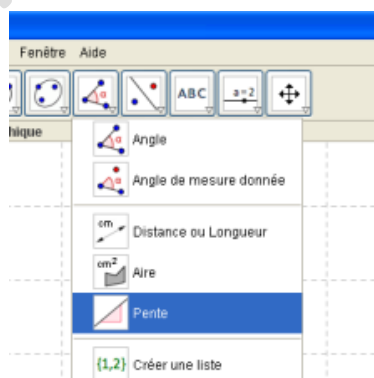 Fenêtre Aide
ABC a=2
hique
Angle
Angle de mesure donnée
cm Distance ou Longueur
cm² Aire
Pente
{1,2} Créer une liste